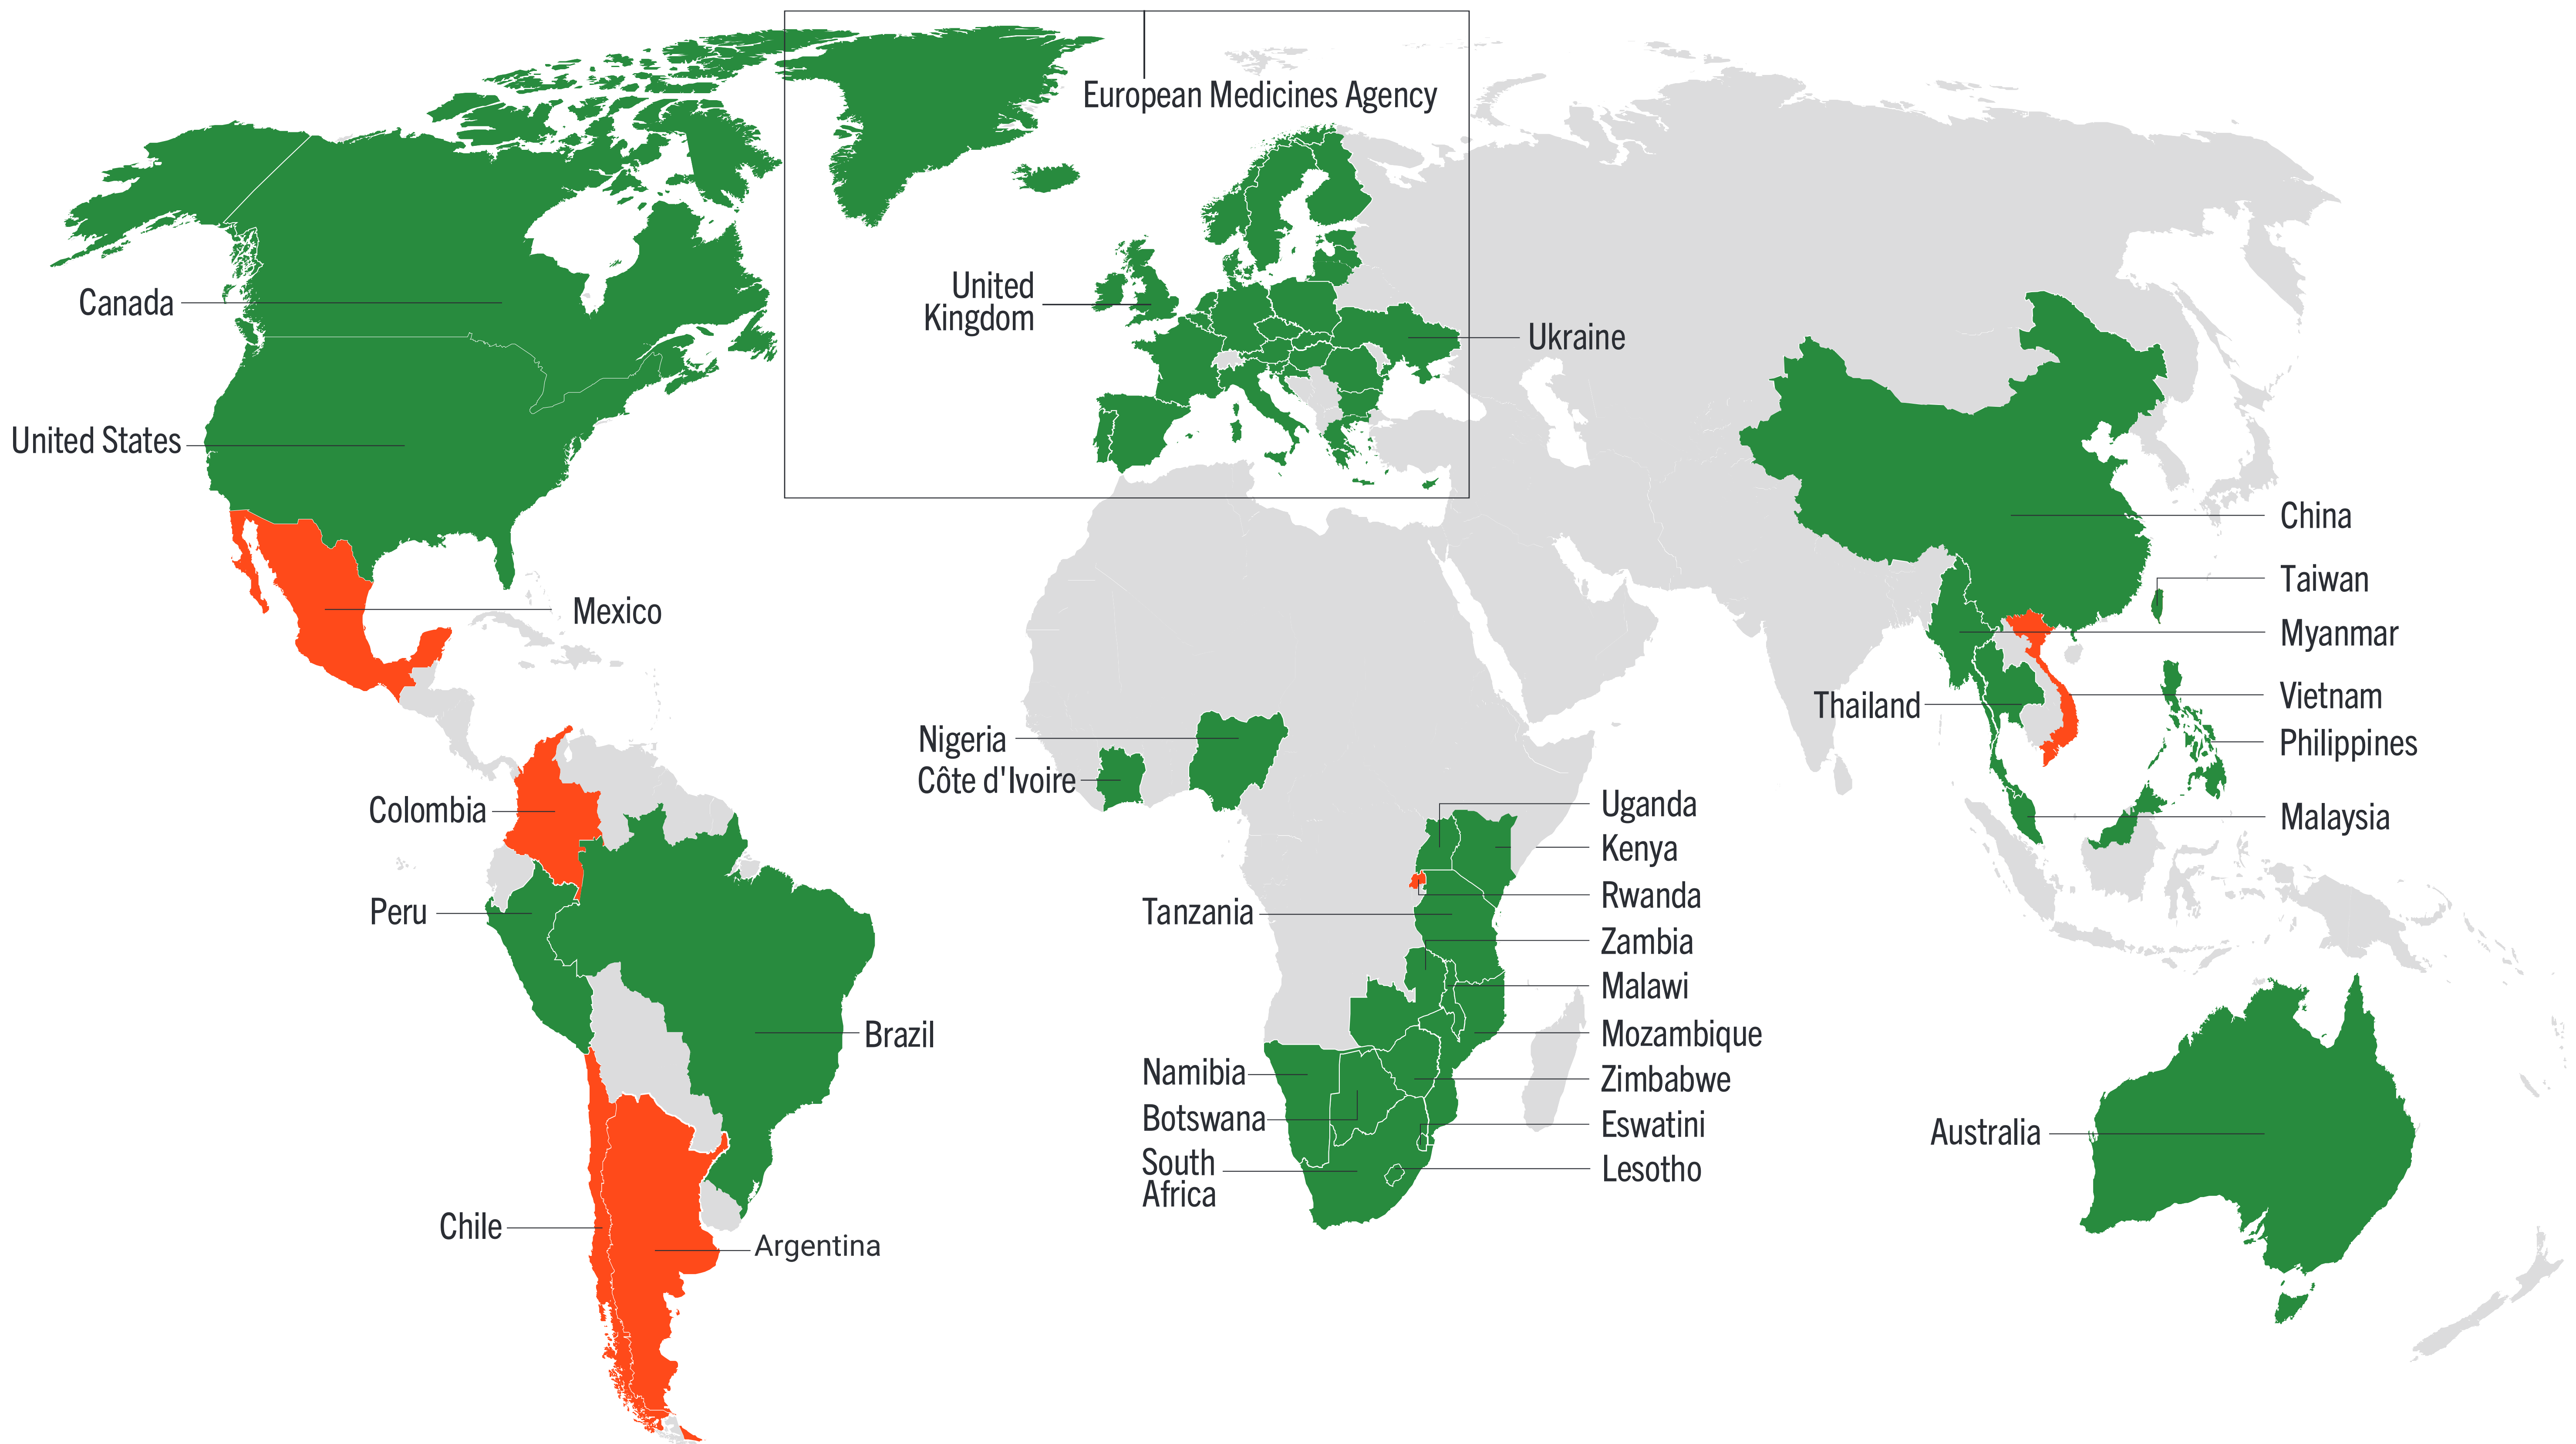 European Medicines Agency
United
Kingdom
Ukraine
Canada
United States
Mexico
Colombia
Peru
Brazil
Chile
Argentina
Nigeria
Côte d'Ivoire
Uganda
Kenya
Rwanda
Tanzania
Zambia
Malawi
Mozambique
Namibia
Zimbabwe
Botswana
Eswatini
South
Africa
Lesotho
China
Taiwan
Myanmar
Thailand
Vietnam
Philippines
Malaysia
Australia